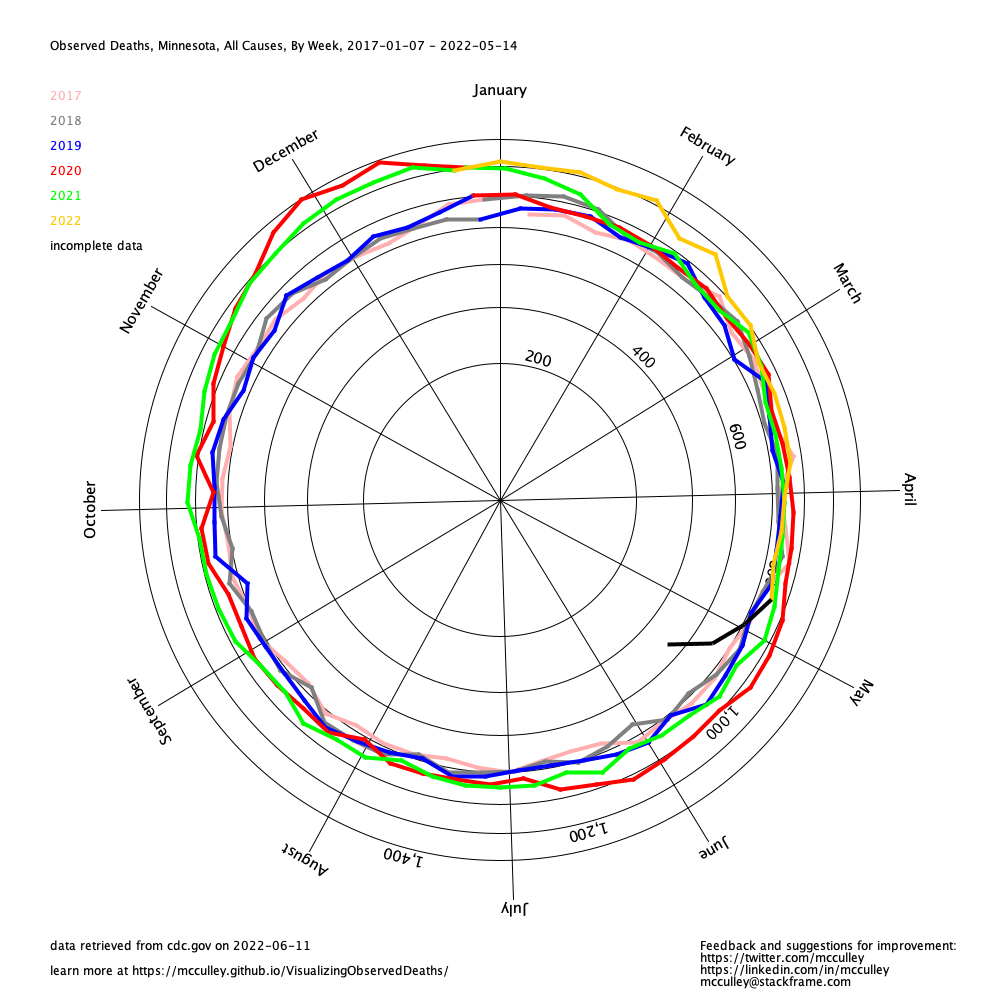 Observed Deaths, Minnesota, All Causes, By Week, 2017-01-07 - 2022-05-14
2017
2018
2019
2020
2021
2022
incomplete data
January
February
March
April
May
June
July
August
September
October
November
December
200
400
600
1,000
1,200
1,400
data retrieved from cdc.gov on 2022-06-11
learn more at https://mcculley.github.io/VisualizingObservedDeaths/
Feedback and suggestions for improvement:
https://twitter.com/mcculley
https://linkedin.com/in/mcculley
mcculley@stackframe.com